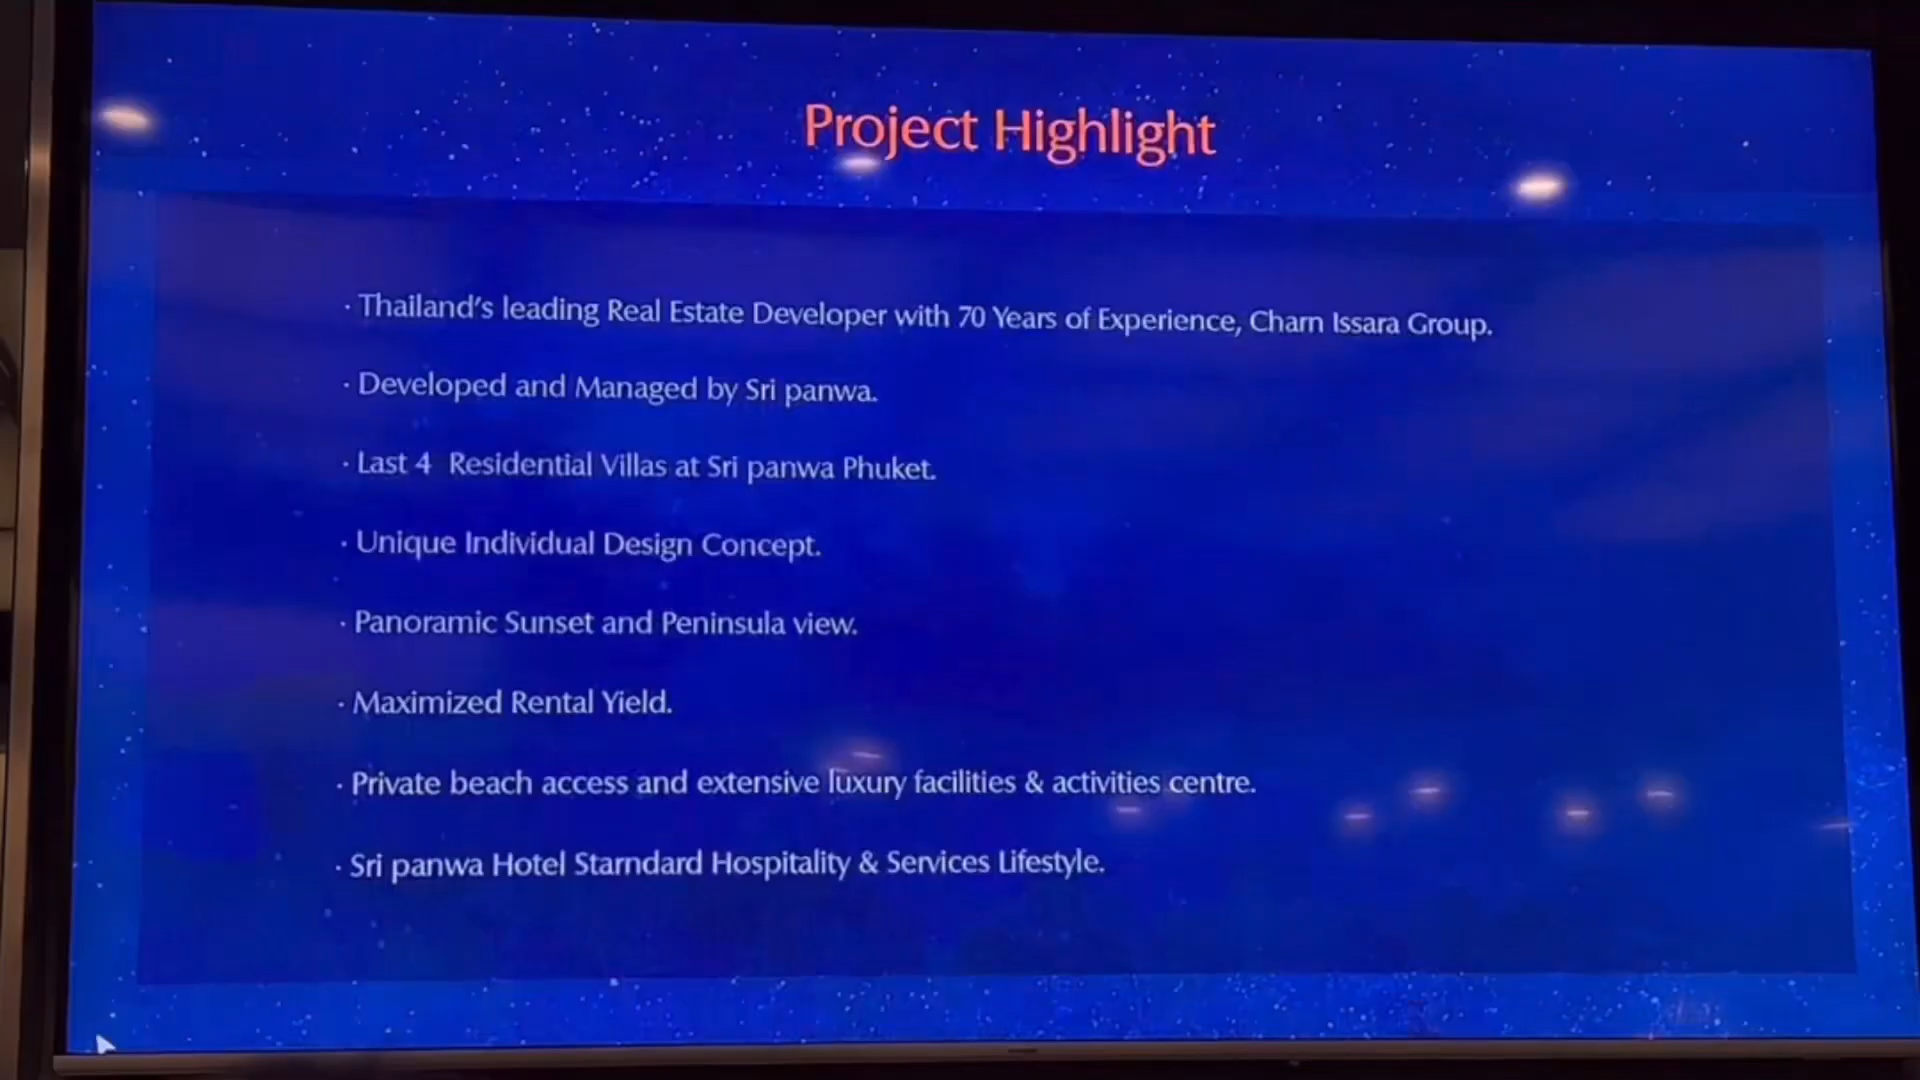 Project Highlight
· Thailand's leading Real Estate Developer with 70 Years of Experience, Charn Issara Group.
· Developed and Managed by Sri panwa.
· Last 4 Residential Villas at Sri panwa Phuket.
· Unique Individual Design Concept.
· Panoramic Sunset and Peninsula view.
· Maximized Rental Yield.
· Private beach access and extensive luxury facilities & activities centre.
· Sri panwa Hotel Starndard Hospitality & Services Lifestyle.